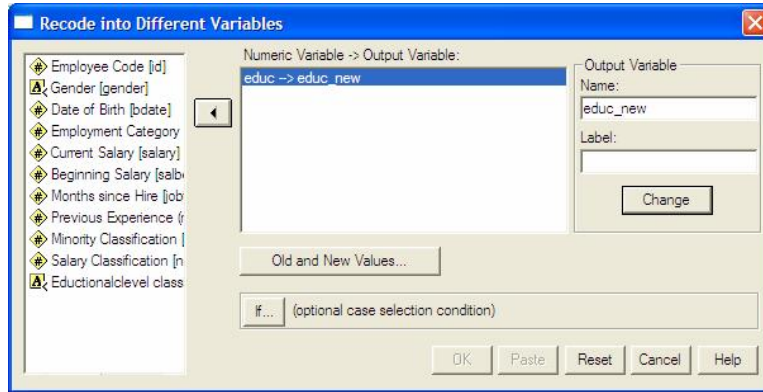 Recode into Different Variables
Employee Code [id]
Gender [gender]
Date of Birth [bdate]
Employment Category
Current Salary [salary]
Beginning Salary [salb
Months since Hire [job
Previous Experience (r
Minority Classification [
Salary Classification [n
Eductionalclevel class
Numeric Variable -> Output Variable:
educ --> educ_new
Output Variable
Name:
educ_new
Label:
Change
Old and New Values...
If... (optional case selection condition)
OK Paste Reset Cancel Help